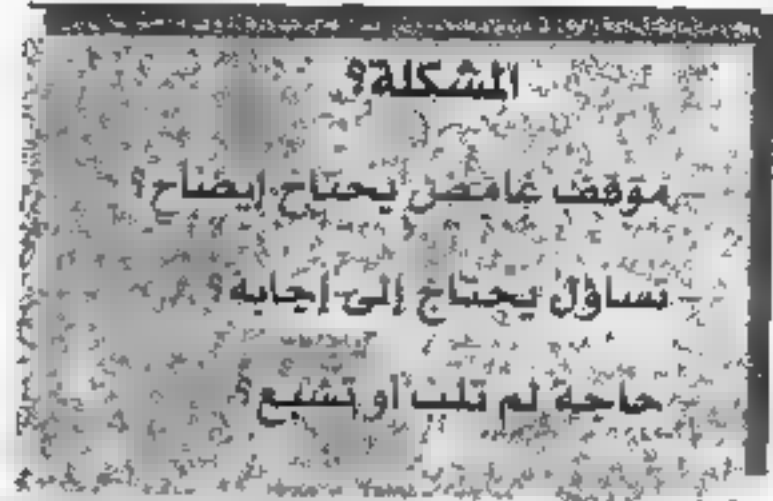 المشكلة؟
- موقف غامض يحتاج إيضاح؟
- تساؤل يحتاج إلى إجابة؟
- حاجة لم تلب أو تشبع؟